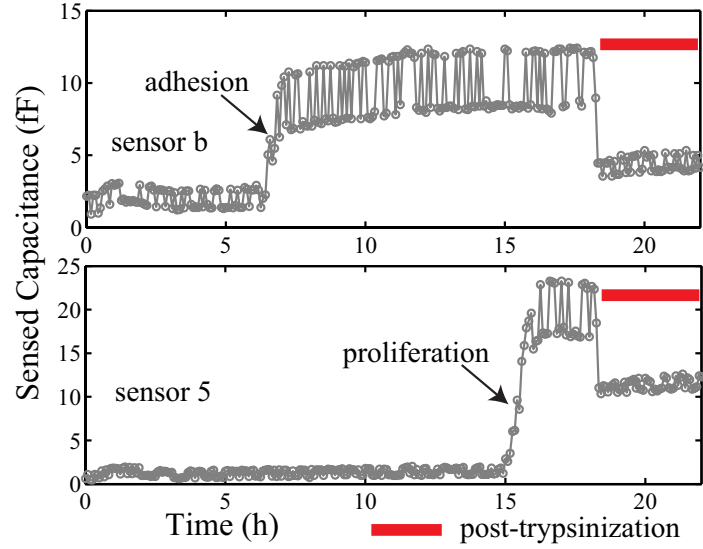 15
10
5
0
adhesion
sensor b
0 5 10 15 20
Sensed Capacitance (fF)
25
20
15
10
5
0
proliferation
sensor 5
0 5 10 15 20
Time (h)
post-trypsinization